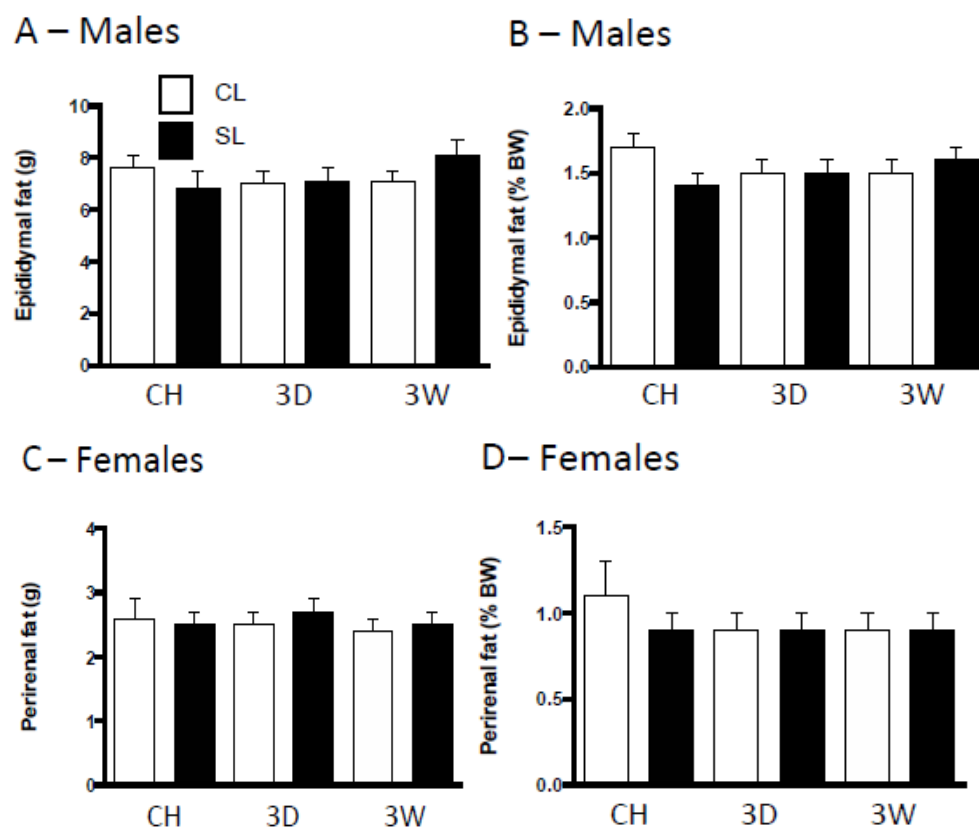 A – Males
CL
SL
10
8
6
4
2
0
Epididymal fat (g)
CH 3D 3W
B – Males
2.0
1.5
1.0
0.5
0.0
Epididymal fat (% BW)
CH 3D 3W
C – Females
4
3
2
1
0
Perirenal fat (g)
CH 3D 3W
D– Females
1.5
1.0
0.5
0.0
Perirenal fat (% BW)
CH 3D 3W